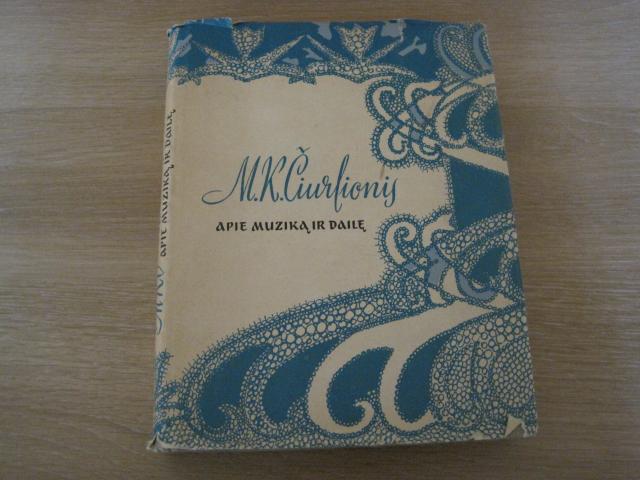 M.K.Čiurlionis
APIE MUZIKĄ IR DAILĘ
APIE MUZIKĄ IR DAILĘ